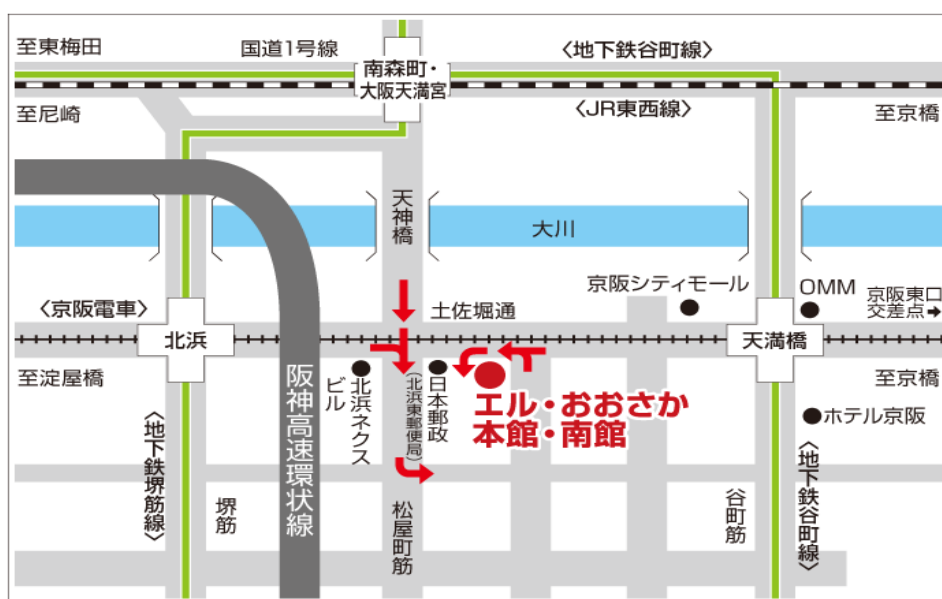 至東梅田
国道1号線
〈地下鉄谷町線〉
南森町・
大阪天満宮
至尼崎
〈JR東西線〉
至京橋
天神橋
大川
京阪シティモール
OMM
京阪東口
交差点➡
〈京阪電車〉
土佐堀通
北浜
天満橋
至淀屋橋
北浜ネクス
ビル
日本郵政
(北浜東郵便局)
エル・おおさか
本館・南館
至京橋
ホテル京阪
阪神高速環状線
〈地下鉄堺筋線〉
堺筋
松屋町筋
谷町筋
〈地下鉄谷町線〉